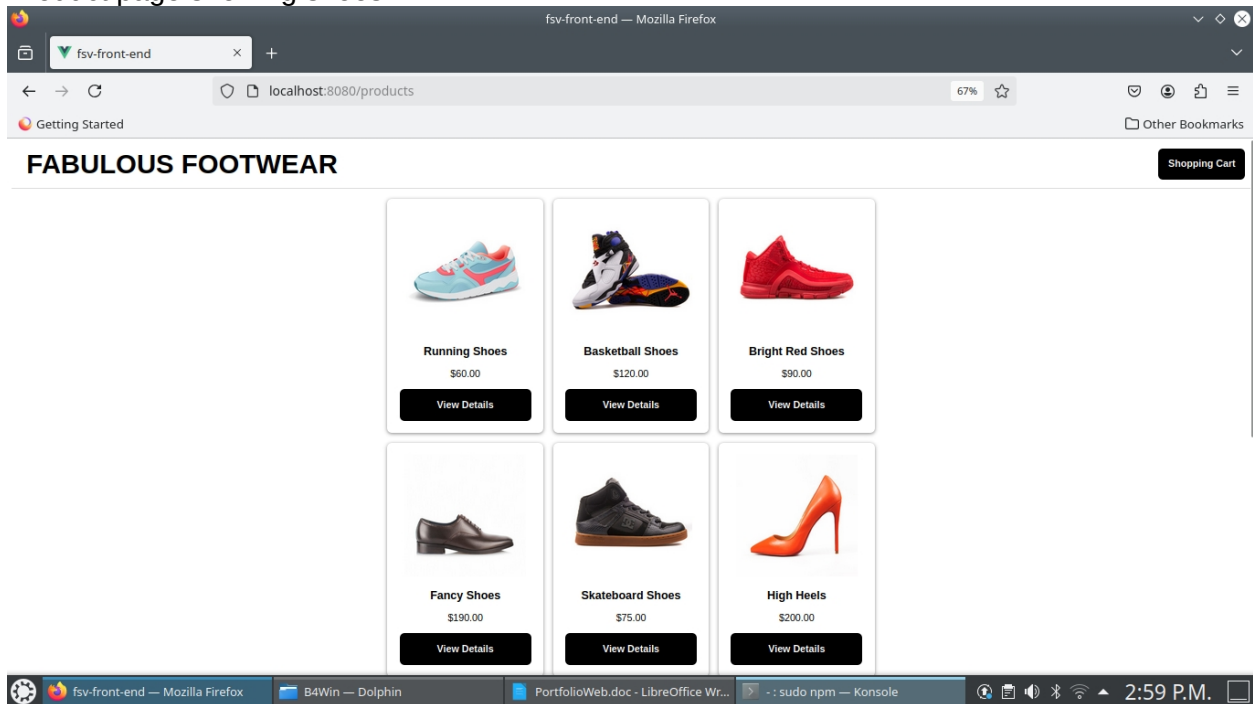 fsv-front-end — Mozilla Firefox
fsv-front-end
localhost:8080/products
67%
Getting Started
Other Bookmarks
FABULOUS FOOTWEAR
Shopping Cart
Running Shoes
$60.00
View Details
Basketball Shoes
$120.00
View Details
Bright Red Shoes
$90.00
View Details
Fancy Shoes
$190.00
View Details
Skateboard Shoes
$75.00
View Details
High Heels
$200.00
View Details
fsv-front-end — Mozilla Firefox
B4Win — Dolphin
PortfolioWeb.doc - LibreOffice Wr...
- : sudo npm — Konsole
2:59 P.M.